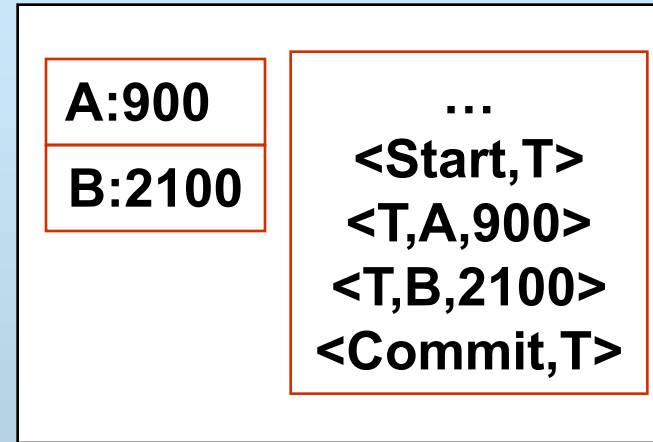 A:900
B:2100
…
<Start,T>
<T,A,900>
<T,B,2100>
<Commit,T>